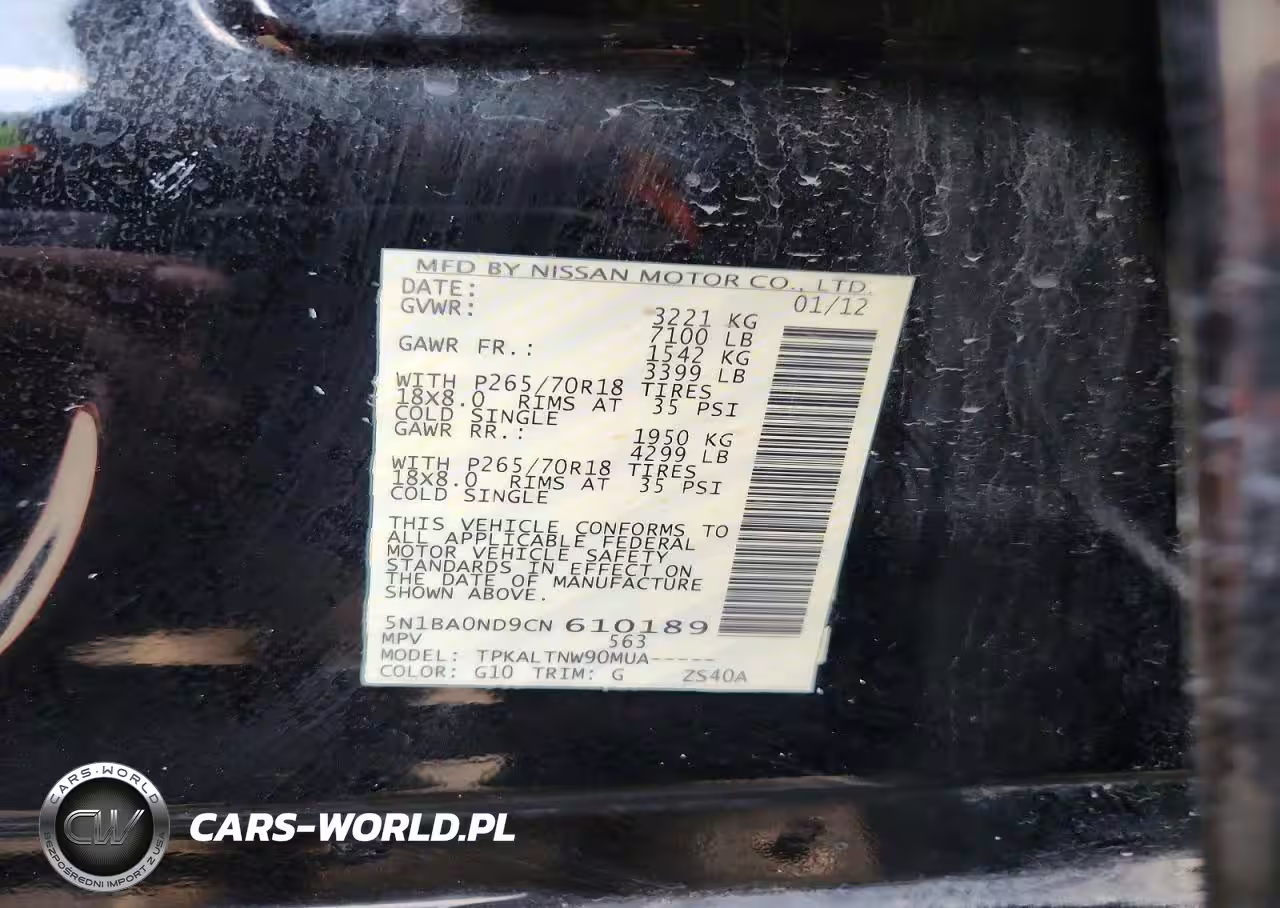 MFD BY NISSAN MOTOR CO., LTD.
DATE: 01/12
GVWR: 3221 KG
7100 LB
GAWR FR.: 1542 KG
3399 LB
WITH P265/70R18 TIRES
18X8.0 RIMS AT 35 PSI
COLD SINGLE
GAWR RR.: 1950 KG
4299 LB
WITH P265/70R18 TIRES
18X8.0 RIMS AT 35 PSI
COLD SINGLE
THIS VEHICLE CONFORMS TO
ALL APPLICABLE FEDERAL
MOTOR VEHICLE SAFETY
STANDARDS IN EFFECT ON
THE DATE OF MANUFACTURE
SHOWN ABOVE.
5N1BA0ND9CN 610189
MPV 563
MODEL: TPKALTNW90MUA-----
COLOR: G10 TRIM: G ZS40A
CARS-WORLD
CW
BEZPOŚREDNI IMPORT Z USA
CARS-WORLD.PL